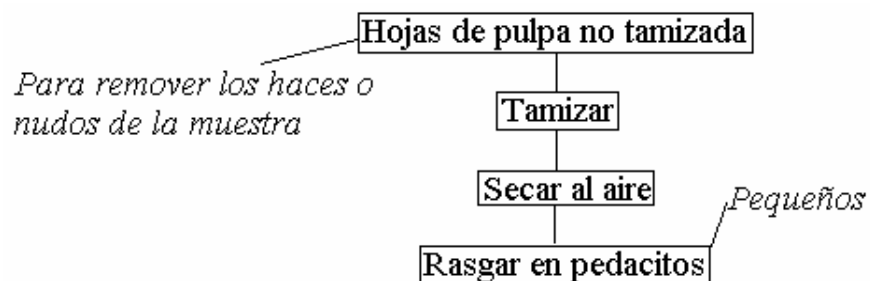 Hojas de pulpa no tamizada
Para remover los haces o
nudos de la muestra
Tamizar
Secar al aire
Pequeños
Rasgar en pedacitos